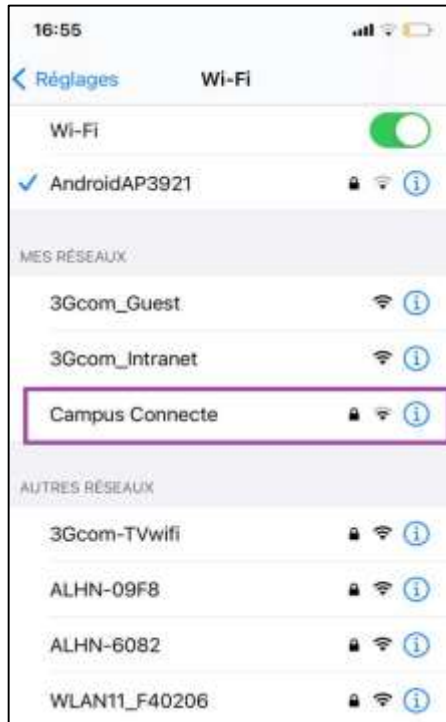 16:55
Réglages Wi-Fi
Wi-Fi
AndroidAP3921
MES RÉSEAUX
3Gcom_Guest
3Gcom_Intranet
Campus Connecte
AUTRES RÉSEAUX
3Gcom-TVwifi
ALHN-09F8
ALHN-6082
WLAN11_F40206